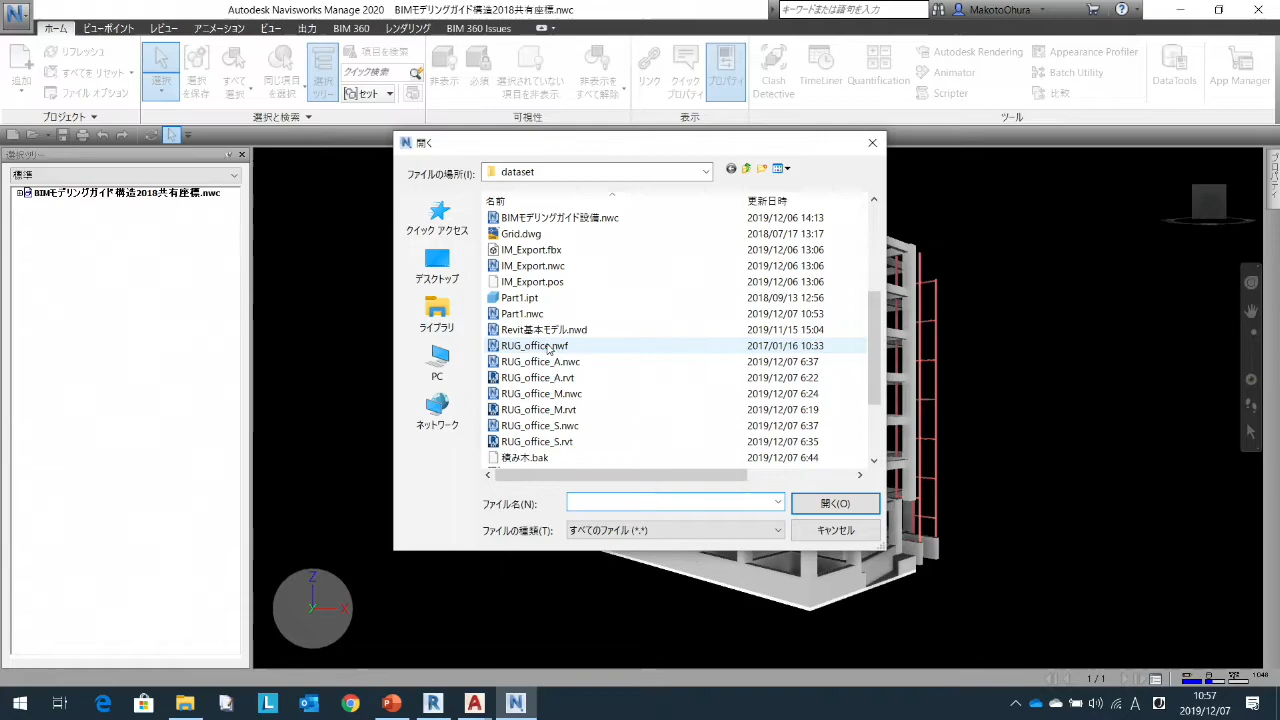 Autodesk Navisworks Manage 2020 BIMモデリングガイド構造2018共有座標.nwc
キーワードまたは語句を入力
MakotoOhura
ホーム ビューポイント レビュー アニメーション ビュー 出力 BIM 360 レンダリング BIM 360 Issues
追加
リフレッシュ
すべてをリセット
ファイル オプション
選択
選択を保存
すべて選択
同じ項目を選択
選択ツリー
項目を検索
クイック検索
セット
非表示
必須
選択されていない項目を非表示
非表示をすべて解除
リンク
クイック プロパティ
プロパティ
Clash Detective
TimeLiner
Quantification
Autodesk Rendering
Animator
Scripter
Appearance Profiler
Batch Utility
比較
DataTools
App Manager
プロジェクト
選択と検索
可視性
表示
ツール
選択ツリー
標準
BIMモデリングガイド構造2018共有座標.nwc
プロパティ
開く
ファイルの場所(I): dataset
名前 更新日時
BIMモデリングガイド設備.nwc 2019/12/06 14:13
Grid.dwg 2018/07/17 13:17
IM_Export.fbx 2019/12/06 13:06
IM_Export.nwc 2019/12/06 13:06
IM_Export.pos 2019/12/06 13:06
Part1.ipt 2018/09/13 12:56
Part1.nwc 2019/12/07 10:53
Revit基本モデル.nwd 2019/11/15 15:04
RUG_office.nwf 2017/01/16 10:33
RUG_office_A.nwc 2019/12/07 6:37
RUG_office_A.rvt 2019/12/07 6:22
RUG_office_M.nwc 2019/12/07 6:24
RUG_office_M.rvt 2019/12/07 6:19
RUG_office_S.nwc 2019/12/07 6:37
RUG_office_S.rvt 2019/12/07 6:35
積み木.bak 2019/12/07 6:44
クイック アクセス
デスクトップ
ライブラリ
PC
ネットワーク
ファイル名(N): 開く(O)
ファイルの種類(T): すべてのファイル (*.*) キャンセル
Z
Y
X
1 / 1
1048
10:57
2019/12/07